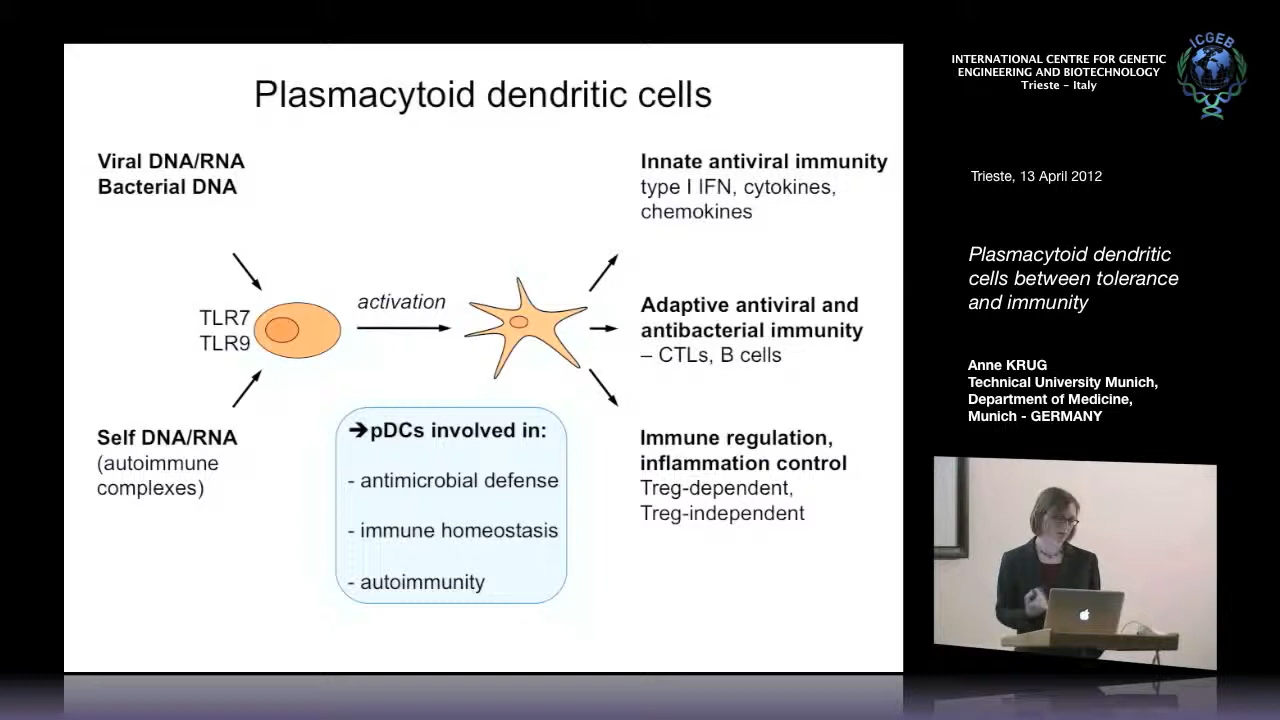 Plasmacytoid dendritic cells
Viral DNA/RNA
Bacterial DNA
TLR7
TLR9
Self DNA/RNA
(autoimmune
complexes)
activation
➔pDCs involved in:
- antimicrobial defense
- immune homeostasis
- autoimmunity
Innate antiviral immunity
type I IFN, cytokines,
chemokines
Adaptive antiviral and
antibacterial immunity
– CTLs, B cells
Immune regulation,
inflammation control
Treg-dependent,
Treg-independent
INTERNATIONAL CENTRE FOR GENETIC
ENGINEERING AND BIOTECHNOLOGY
Trieste - Italy
ICGEB
Trieste, 13 April 2012
Plasmacytoid dendritic
cells between tolerance
and immunity
Anne KRUG
Technical University Munich,
Department of Medicine,
Munich - GERMANY